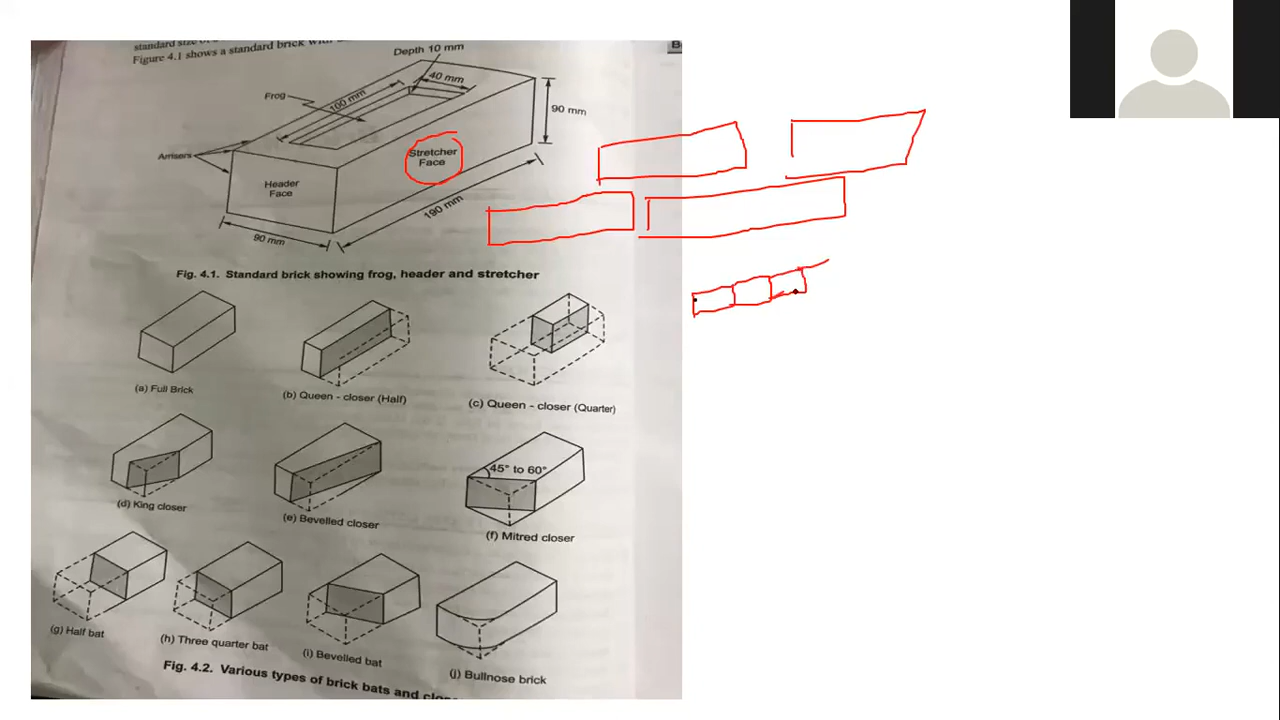 standard size of
Figure 4.1 shows a standard brick with
Depth 10 mm
40 mm
Frog
100 mm
90 mm
Arrisers
Stretcher
Face
Header
Face
190 mm
90 mm
Fig. 4.1. Standard brick showing frog, header and stretcher
(a) Full Brick
(b) Queen - closer (Half)
(c) Queen - closer (Quarter)
45° to 60°
(d) King closer
(e) Bevelled closer
(f) Mitred closer
(g) Half bat
(h) Three quarter bat
(i) Bevelled bat
(j) Bullnose brick
Fig. 4.2. Various types of brick bats and